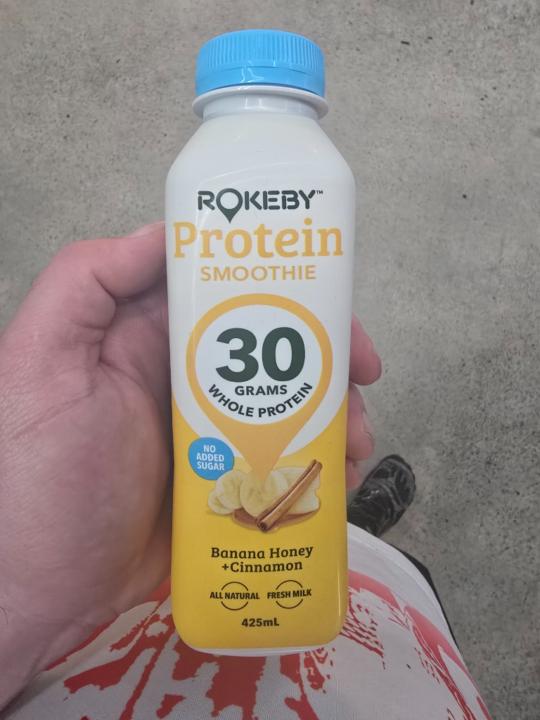 ROKEBY™
Protein
SMOOTHIE
30
GRAMS
WHOLE PROTEIN
NO
ADDED
SUGAR
Banana Honey
+Cinnamon
ALL NATURAL FRESH MILK
425mL